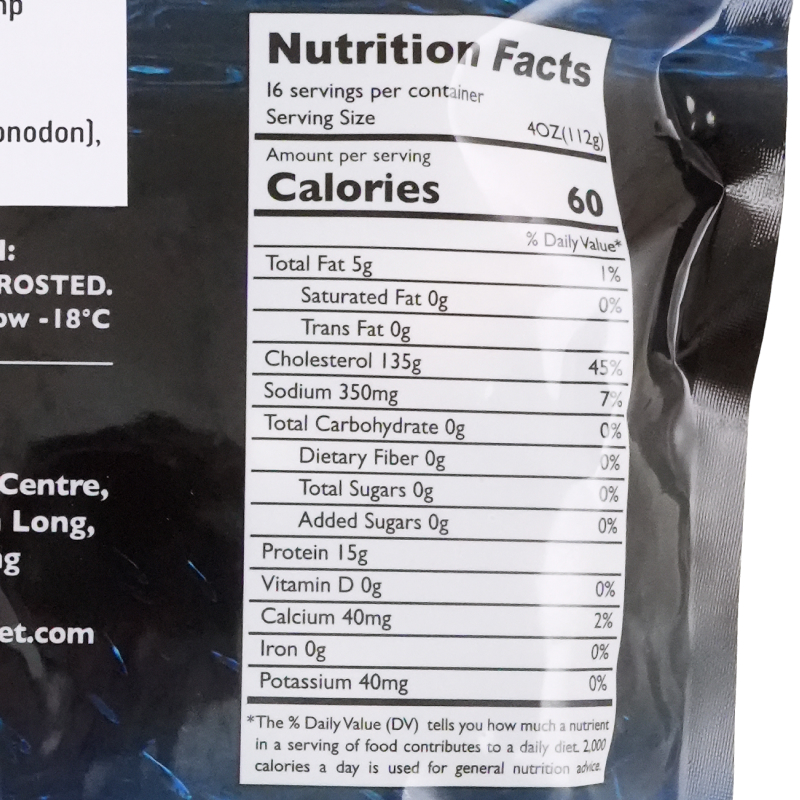 onodon),
ROSTED.
-18°C
Centre,
Long,
et.com
Nutrition Facts
16 servings per container
Serving Size 4OZ(112g)
Amount per serving
Calories 60
% Daily Value*
Total Fat 5g 1%
Saturated Fat 0g 0%
Trans Fat 0g
Cholesterol 135g 45%
Sodium 350mg 7%
Total Carbohydrate 0g 0%
Dietary Fiber 0g 0%
Total Sugars 0g 0%
Added Sugars 0g 0%
Protein 15g
Vitamin D 0g 0%
Calcium 40mg 2%
Iron 0g 0%
Potassium 40mg 0%
*The % Daily Value (DV) tells you how much a nutrient
in a serving of food contributes to a daily diet. 2,000
calories a day is used for general nutrition advice.